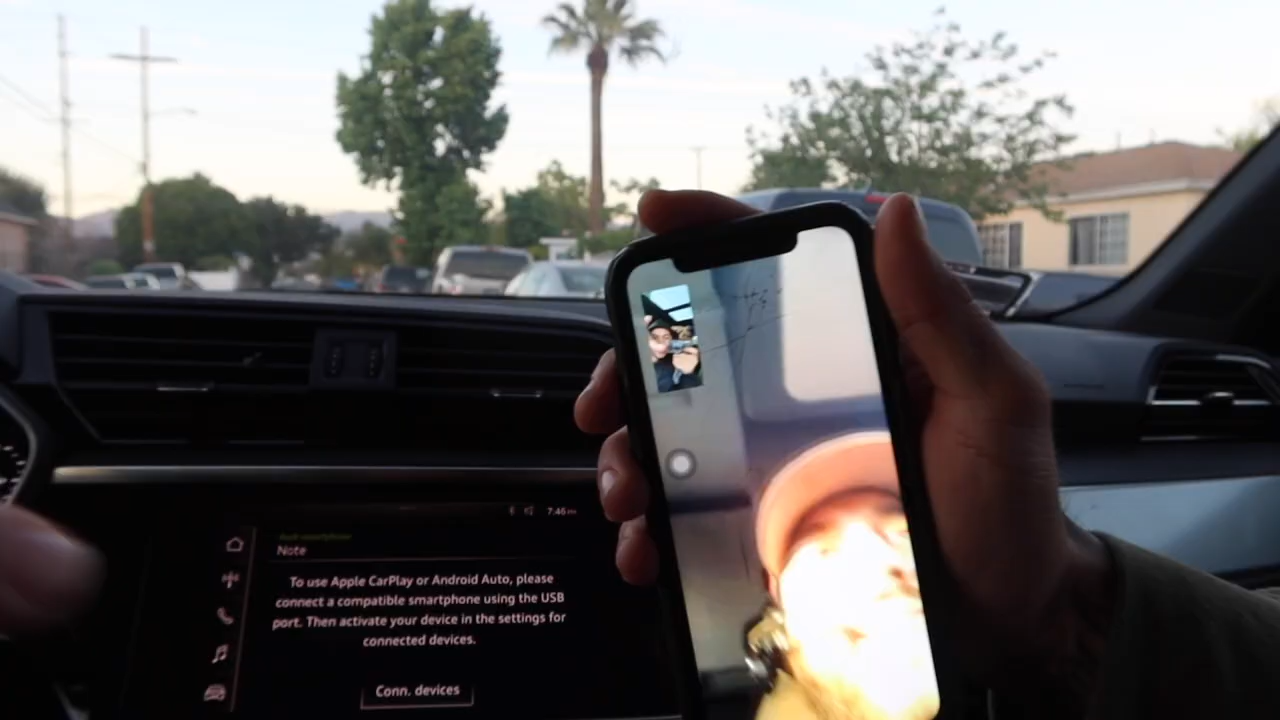 7:46
Note
To use Apple CarPlay or Android Auto, please
connect a compatible smartphone using the USB
port. Then activate your device in the settings for
connected devices.
Conn. devices